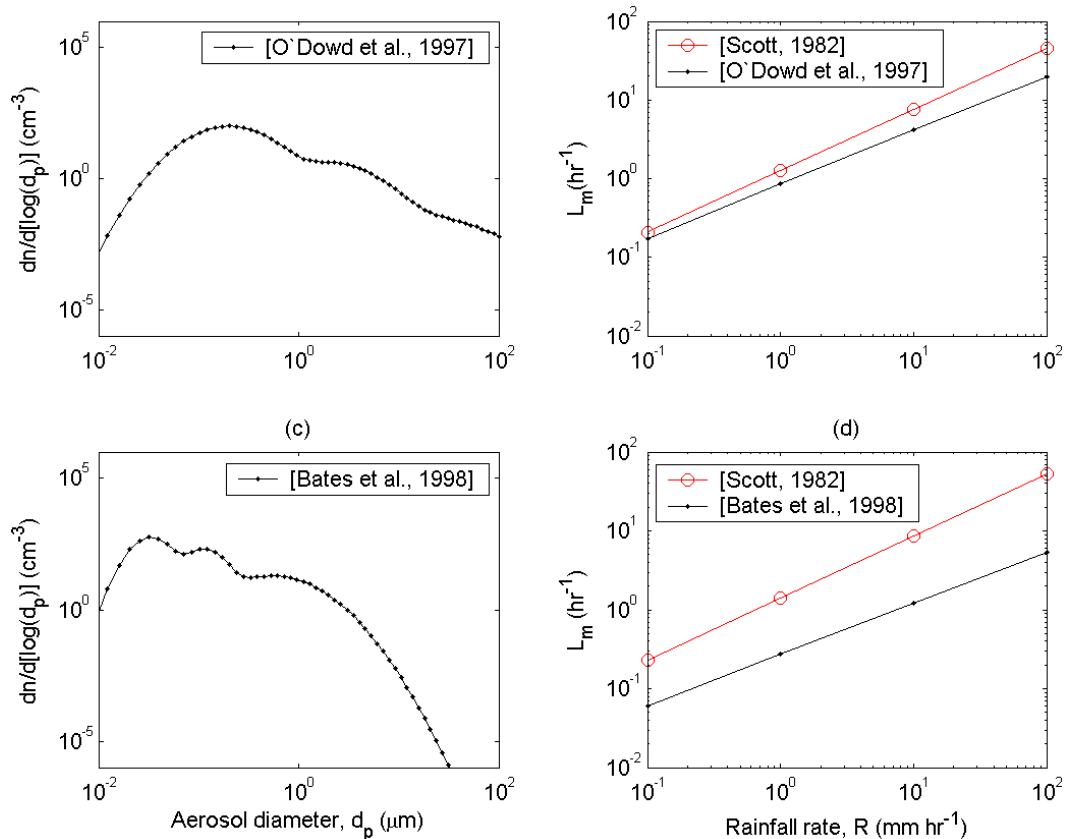 10^5
10^0
10^-5
dn/d[log(d_p)] (cm^-3)
[O`Dowd et al., 1997]
10^-2
10^0
10^2
10^2
10^1
10^0
10^-1
10^-2
L_m(hr^-1)
[Scott, 1982]
[O`Dowd et al., 1997]
10^-1
10^0
10^1
10^2
(c)
(d)
10^5
10^0
10^-5
dn/d[log(d_p)] (cm^-3)
[Bates et al., 1998]
10^-2
10^0
10^2
Aerosol diameter, d_p (μm)
10^2
10^1
10^0
10^-1
10^-2
L_m (hr^-1)
[Scott, 1982]
[Bates et al., 1998]
10^-1
10^0
10^1
10^2
Rainfall rate, R (mm hr^-1)